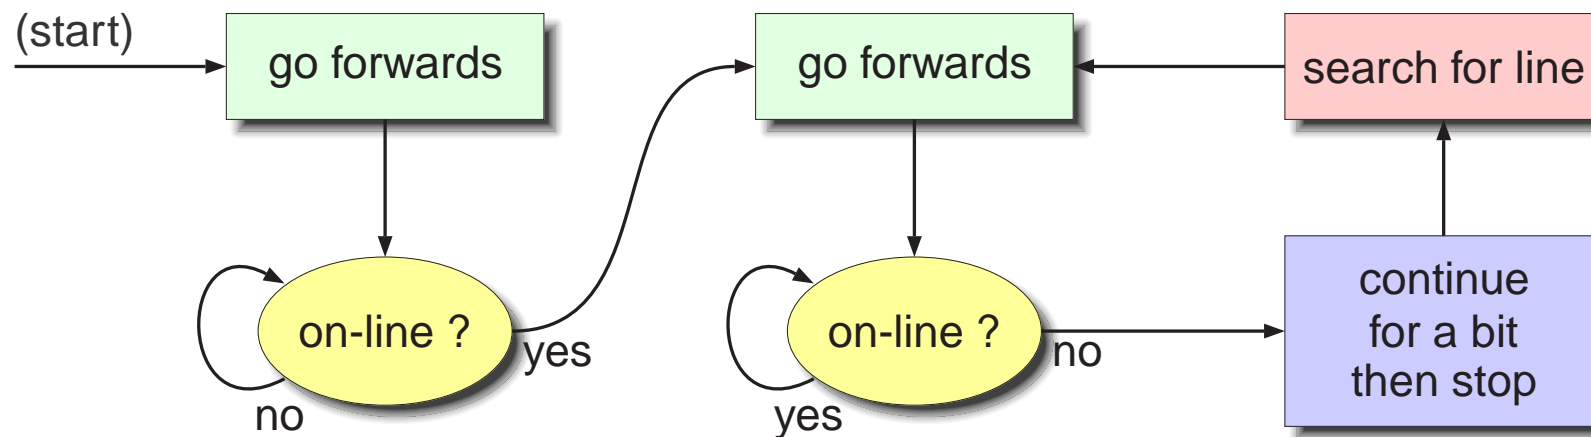 (start)
go forwards
go forwards
search for line
on-line ?
yes
no
on-line ?
no
yes
continue
for a bit
then stop